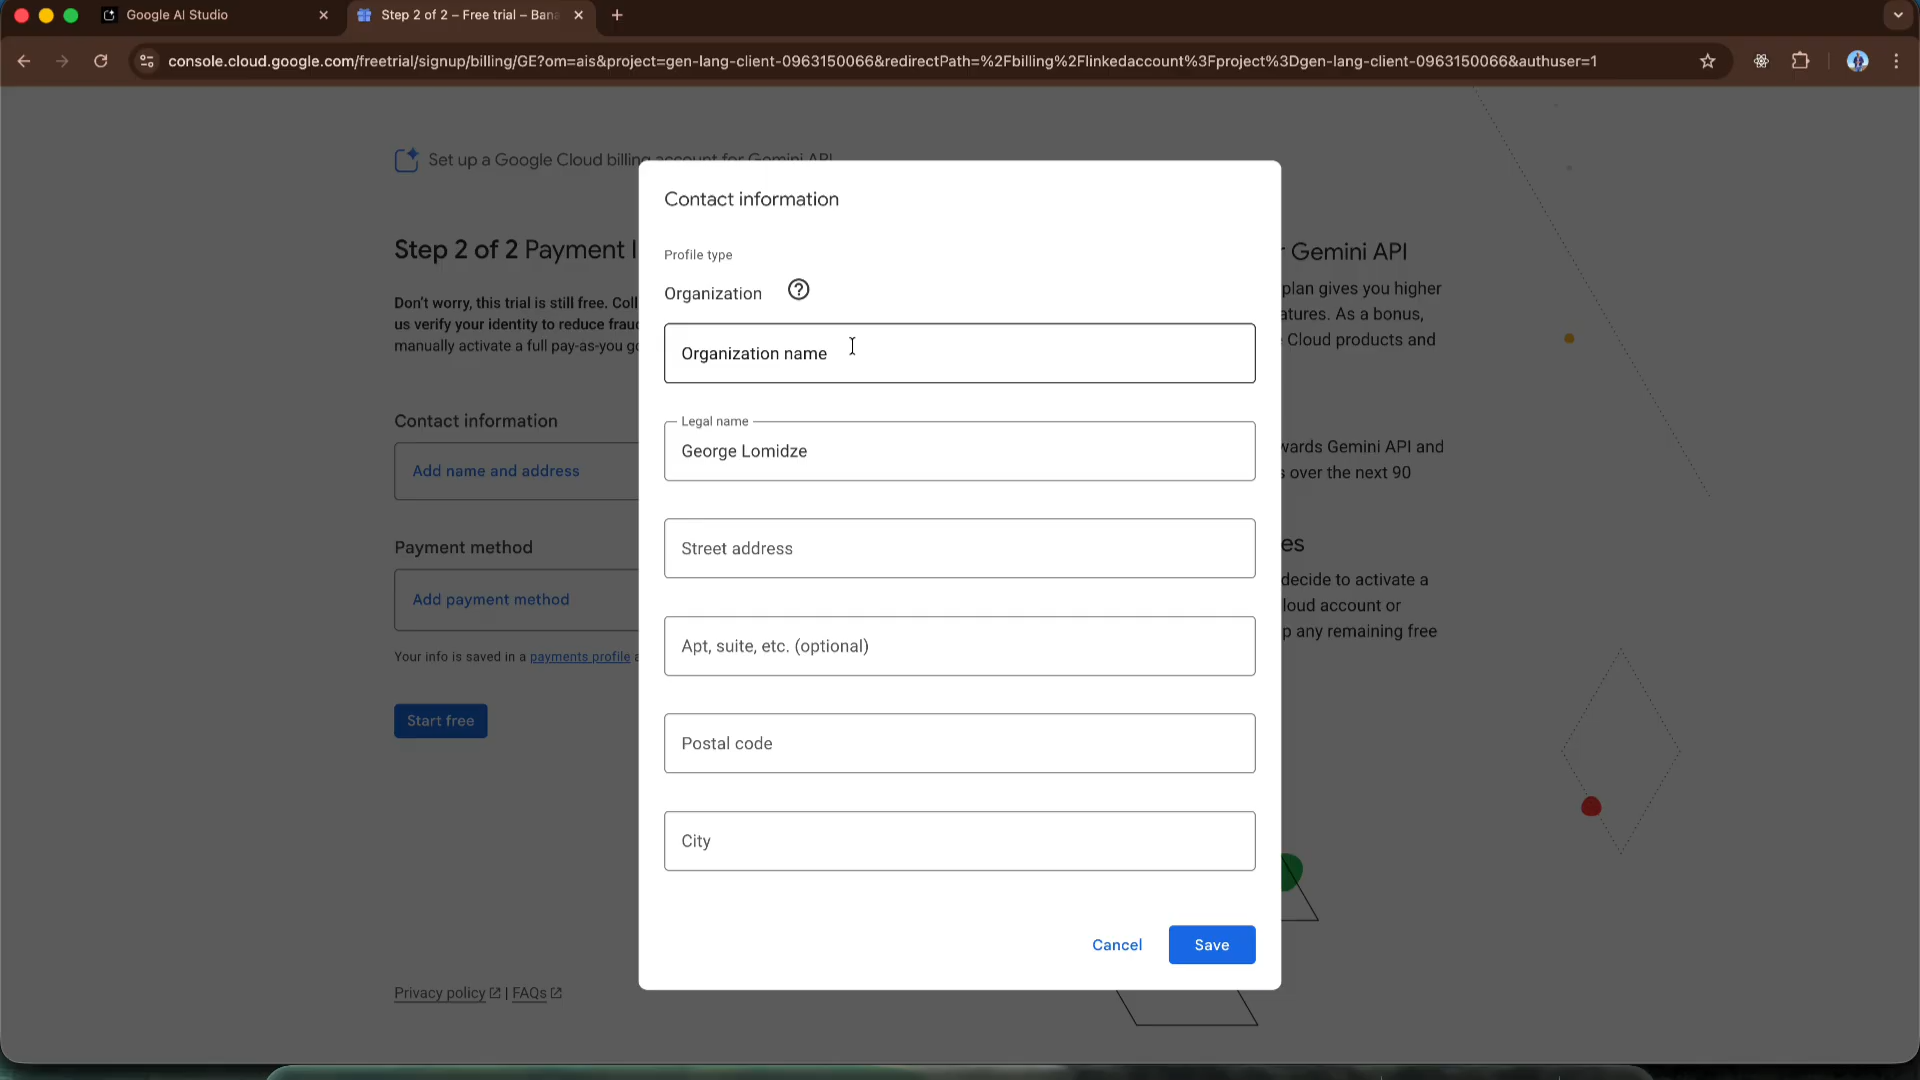 Google AI Studio
Step 2 of 2 – Free trial – Bana
console.cloud.google.com/freetrial/signup/billing/GE?om=ais&project=gen-lang-client-0963150066&redirectPath=%2Fbilling%2Flinkedaccount%3Fproject%3Dgen-lang-client-0963150066&authuser=1
Set up a Google Cloud billing account for Gemini API
Step 2 of 2 Payment I
Don't worry, this trial is still free. Coll
us verify your identity to reduce frau
manually activate a full pay-as-you go
Contact information
Add name and address
Payment method
Add payment method
Your info is saved in a payments profile a
Start free
Privacy policy | FAQs
Contact information
Profile type
Organization
Organization name
Legal name
George Lomidze
Street address
Apt, suite, etc. (optional)
Postal code
City
Cancel
Save
r Gemini API
plan gives you higher
atures. As a bonus,
Cloud products and
wards Gemini API and
s over the next 90
es
decide to activate a
loud account or
p any remaining free